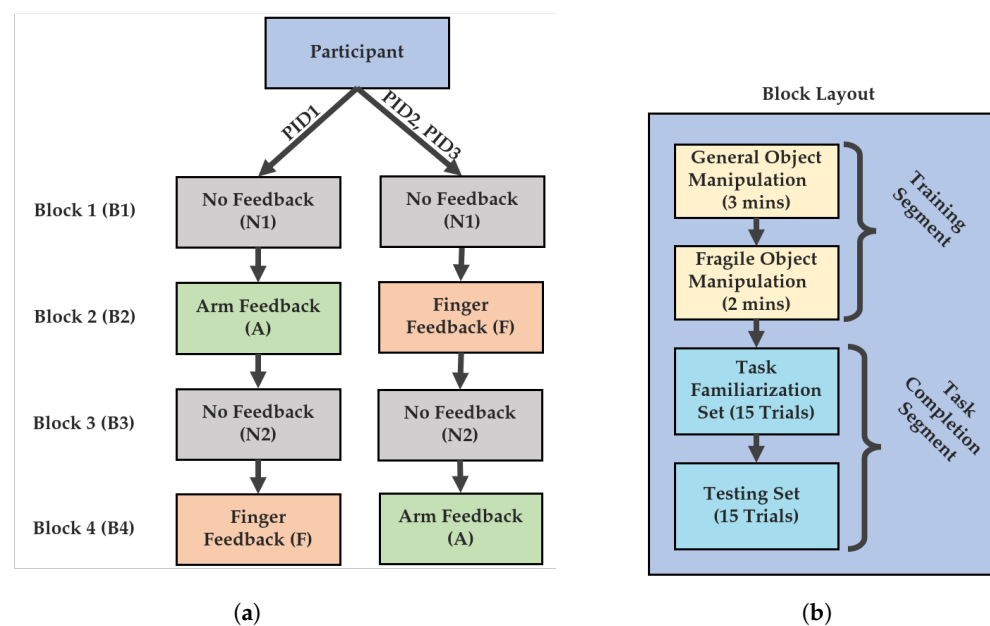 Participant
PID1
PID2, PID3
Block 1 (B1)
No Feedback
(N1)
No Feedback
(N1)
Block 2 (B2)
Arm Feedback
(A)
Finger
Feedback (F)
Block 3 (B3)
No Feedback
(N2)
No Feedback
(N2)
Block 4 (B4)
Finger
Feedback (F)
Arm Feedback
(A)
(a)
Block Layout
General Object
Manipulation
(3 mins)
Fragile Object
Manipulation
(2 mins)
Training
Segment
Task
Familiarization
Set (15 Trials)
Testing Set
(15 Trials)
Task
Completion
Segment
(b)